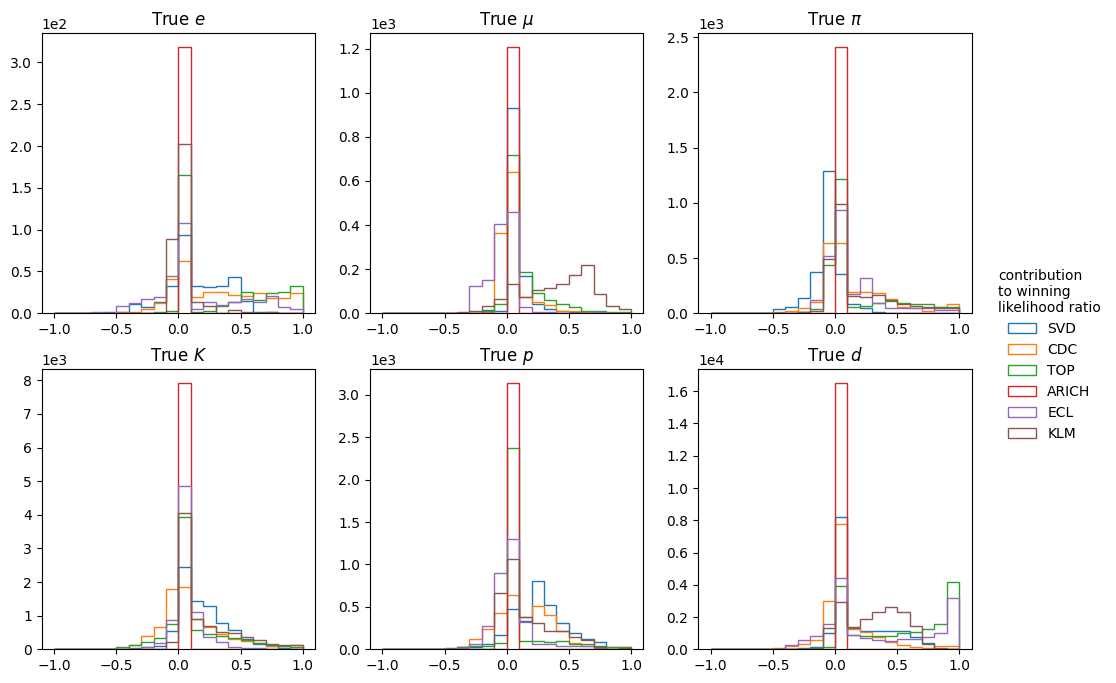 True e
1e2
3.0
2.5
2.0
1.5
1.0
0.5
0.0
−1.0 −0.5 0.0 0.5 1.0
True μ
1e3
1.2
1.0
0.8
0.6
0.4
0.2
0.0
−1.0 −0.5 0.0 0.5 1.0
True π
1e3
2.5
2.0
1.5
1.0
0.5
0.0
−1.0 −0.5 0.0 0.5 1.0
True K
1e3
8
7
6
5
4
3
2
1
0
−1.0 −0.5 0.0 0.5 1.0
True p
1e3
3.0
2.5
2.0
1.5
1.0
0.5
0.0
−1.0 −0.5 0.0 0.5 1.0
True d
1e4
1.6
1.4
1.2
1.0
0.8
0.6
0.4
0.2
0.0
−1.0 −0.5 0.0 0.5 1.0
contribution
to winning
likelihood ratio
SVD
CDC
TOP
ARICH
ECL
KLM